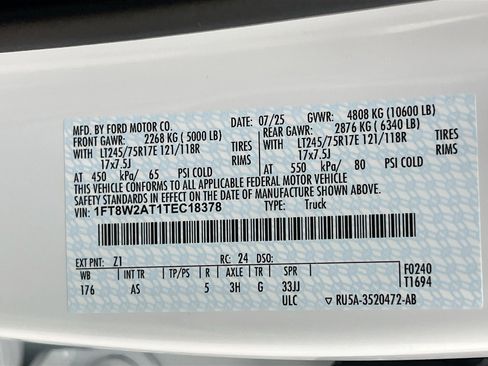 MFD. BY FORD MOTOR CO. DATE: 07/25 GVWR: 4808 KG (10600 LB)
FRONT GAWR: 2268 KG ( 5000 LB) REAR GAWR: 2876 KG ( 6340 LB)
WITH LT245/75R17E 121/118R TIRES WITH LT245/75R17E 121/118R TIRES
17x7.5J RIMS 17x7.5J RIMS
AT 450 kPa/ 65 PSI COLD AT 550 kPa/ 80 PSI COLD
THIS VEHICLE CONFORMS TO ALL APPLICABLE FEDERAL MOTOR VEHICLE
SAFETY STANDARDS IN EFFECT ON THE DATE OF MANUFACTURE SHOWN ABOVE.
VIN: 1FT8W2AT1TEC18378 TYPE: Truck
EXT PNT: Z1 RC: 24 DSO: F0240
WB INT TR TP/PS R AXLE TR SPR T1694
176 AS 5 3H G 33JJ
ULC ▼ RU5A-3520472-AB